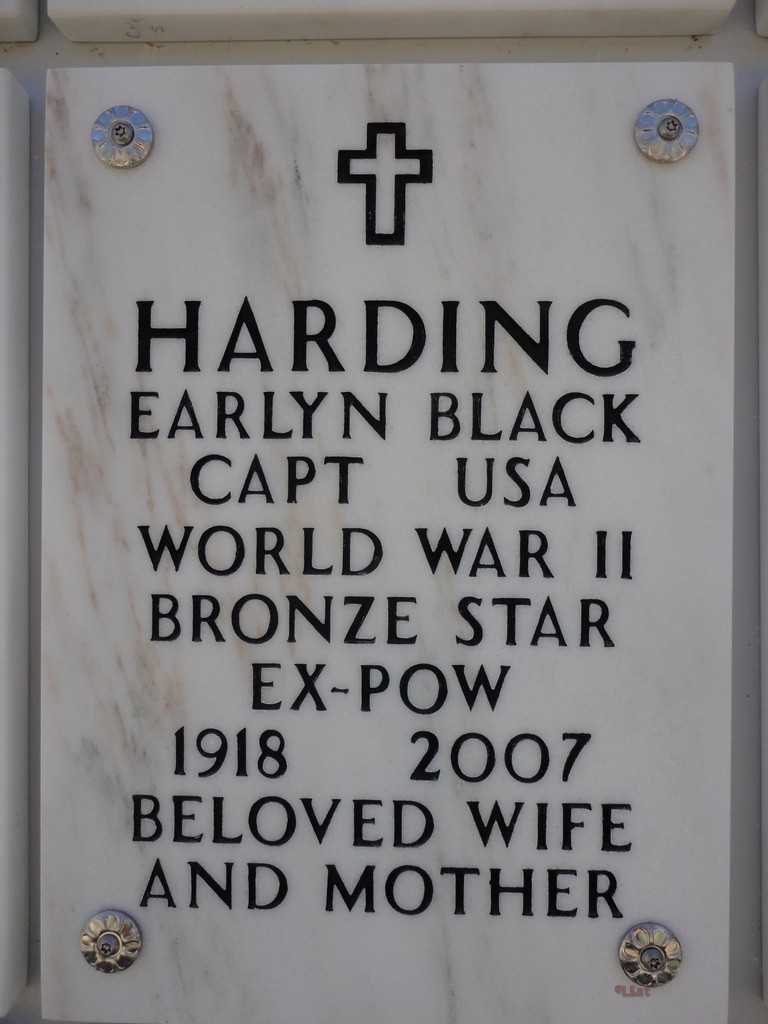 HARDING
EARLYN BLACK
CAPT USA
WORLD WAR II
BRONZE STAR
EX-POW
1918 2007
BELOVED WIFE
AND MOTHER